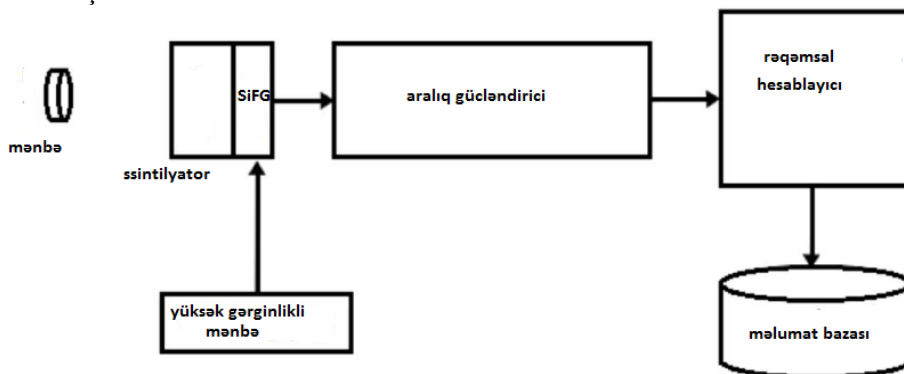 mənbə
ssintilyator
SiFG
aralıq gücləndirici
rəqəmsal
hesablayıcı
yüksək gərginlikli
mənbə
məlumat bazası